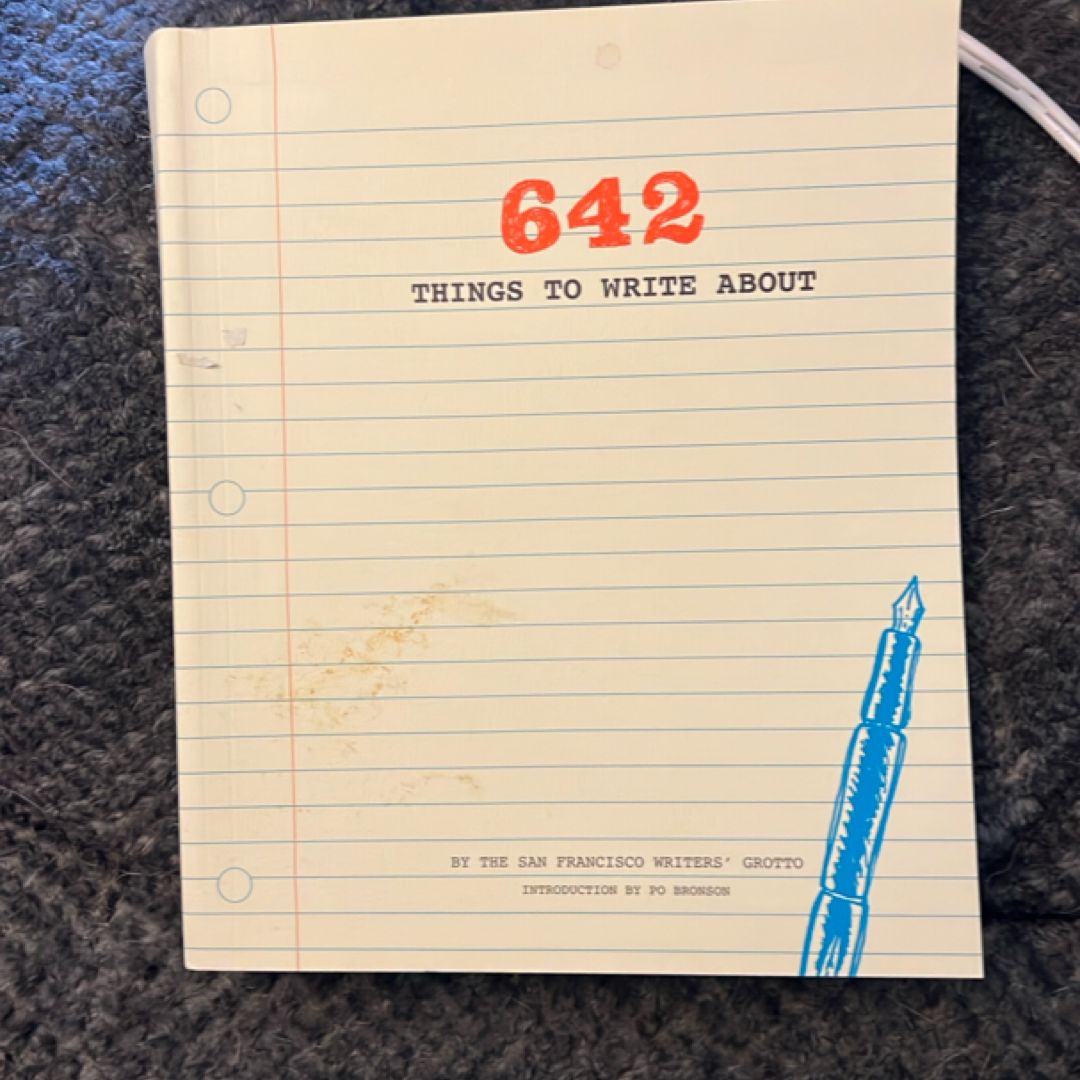 642
THINGS TO WRITE ABOUT
BY THE SAN FRANCISCO WRITERS' GROTTO
INTRODUCTION BY PO BRONSON